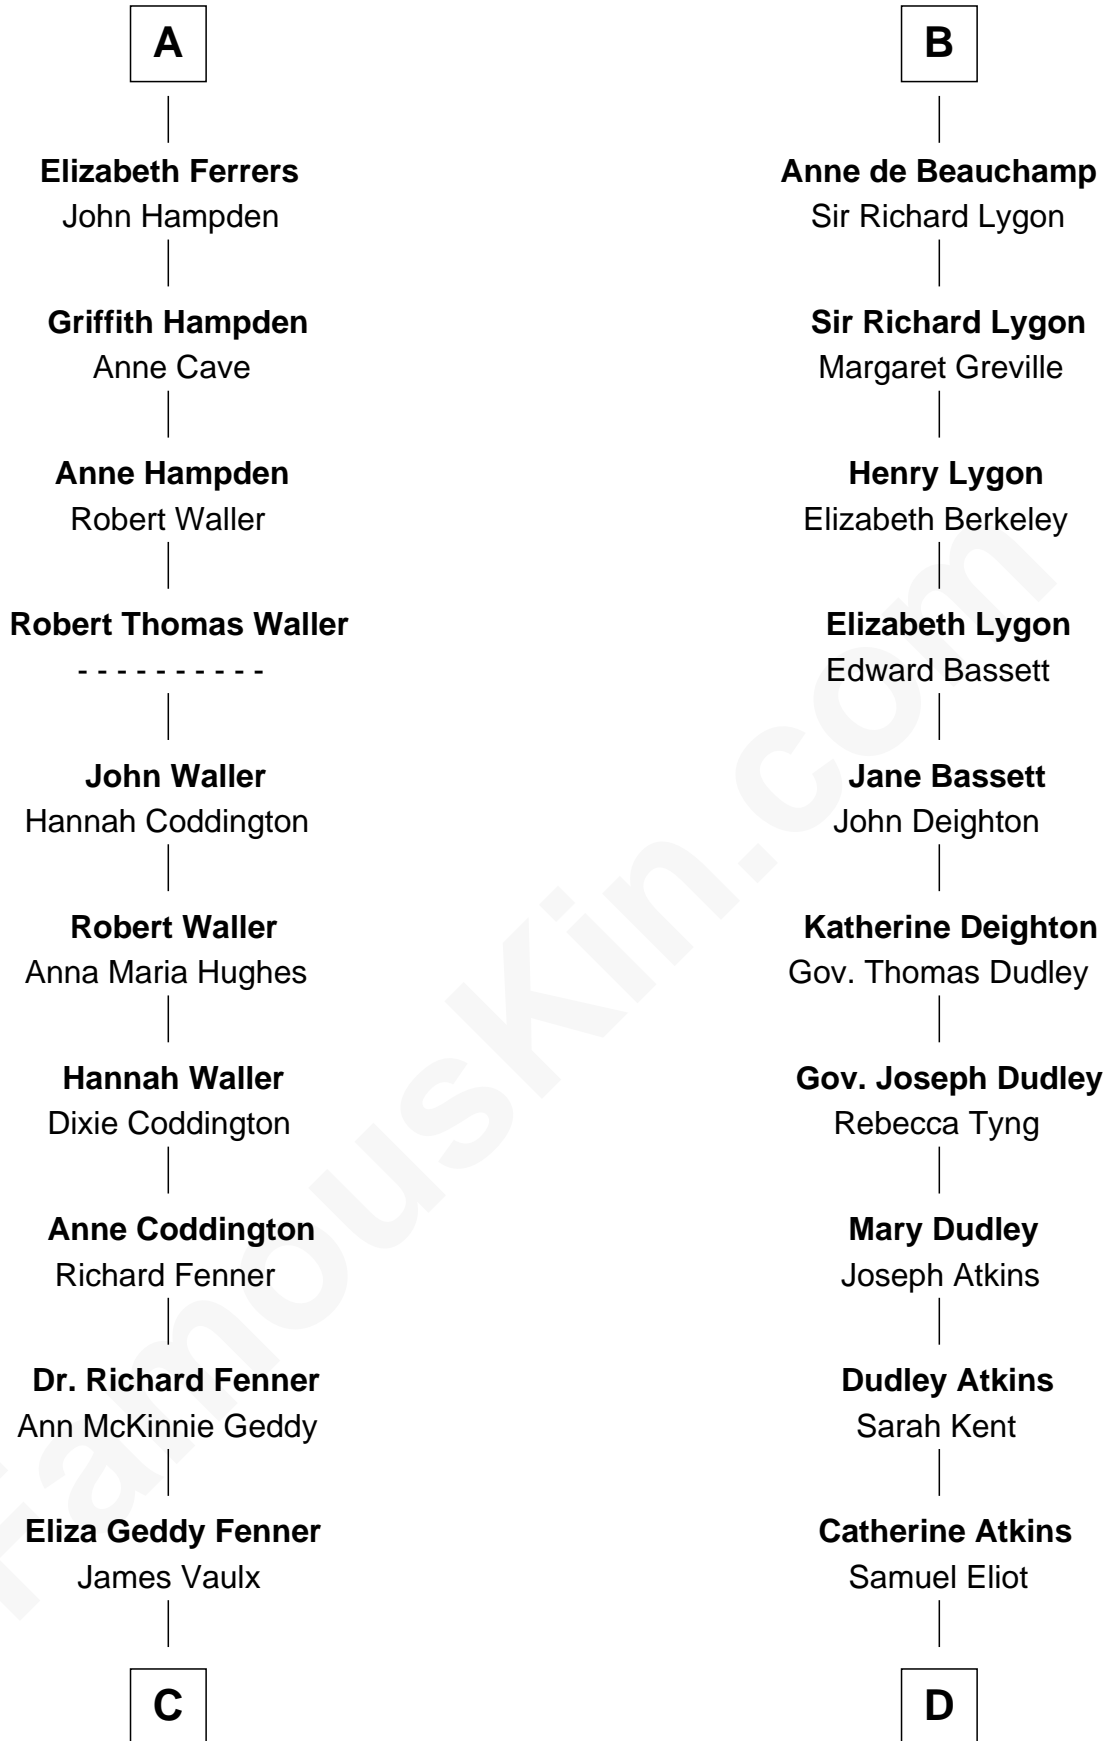 A
Elizabeth Ferrers
John Hampden
Griffith Hampden
Anne Cave
Anne Hampden
Robert Waller
Robert Thomas Waller
- - - - - - - - - -
John Waller
Hannah Coddington
Robert Waller
Anna Maria Hughes
Hannah Waller
Dixie Coddington
Anne Coddington
Richard Fenner
Dr. Richard Fenner
Ann McKinnie Geddy
Eliza Geddy Fenner
James Vaulx
C
B
Anne de Beauchamp
Sir Richard Lygon
Sir Richard Lygon
Margaret Greville
Henry Lygon
Elizabeth Berkeley
Elizabeth Lygon
Edward Bassett
Jane Bassett
John Deighton
Katherine Deighton
Gov. Thomas Dudley
Gov. Joseph Dudley
Rebecca Tyng
Mary Dudley
Joseph Atkins
Dudley Atkins
Sarah Kent
Catherine Atkins
Samuel Eliot
D
FamousKin.com